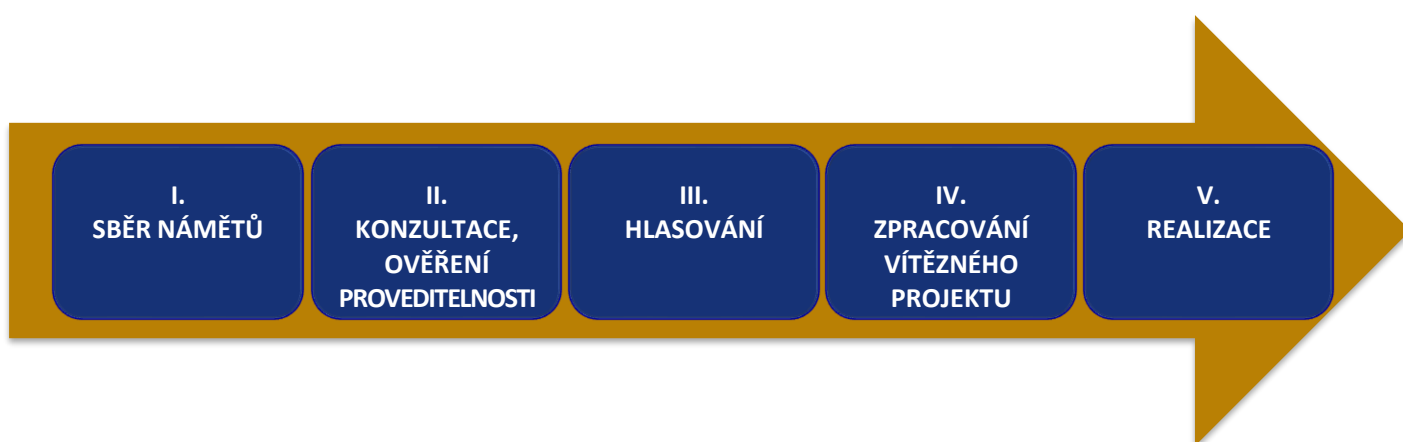 I.
SBĚR NÁMĚTŮ
II.
KONZULTACE,
OVĚŘENÍ
PROVEDITELNOSTI
III.
HLASOVÁNÍ
IV.
ZPRACOVÁNÍ
VÍTĚZNÉHO
PROJEKTU
V.
REALIZACE